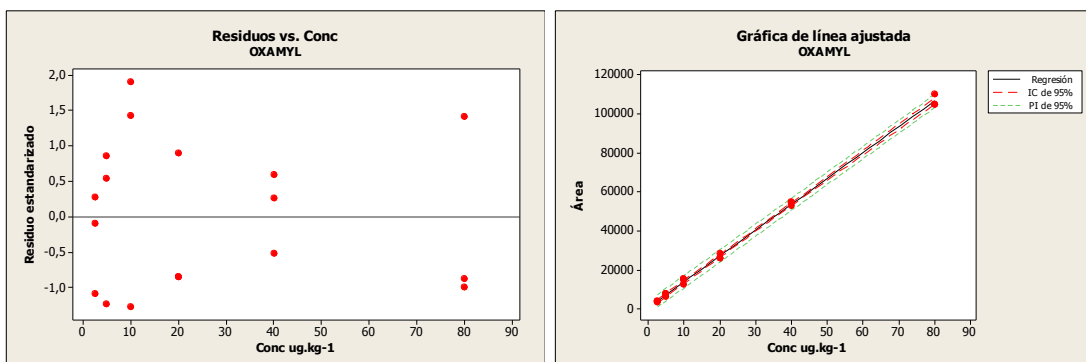 Residuos vs. Conc
OXAMYL
Residuo estandarizado
2,0
1,5
1,0
0,5
0,0
-0,5
-1,0
0 10 20 30 40 50 60 70 80 90
Conc ug.kg-1
Gráfica de línea ajustada
OXAMYL
Área
120000
100000
80000
60000
40000
20000
0
0 10 20 30 40 50 60 70 80 90
Conc ug.kg-1
Regresión
IC de 95%
PI de 95%